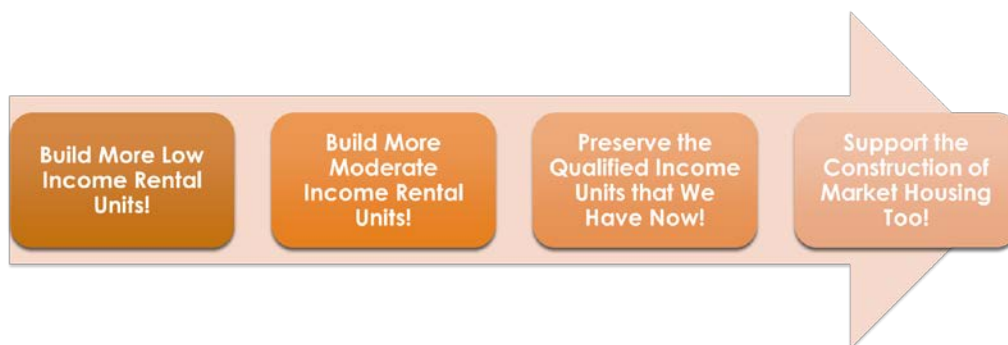 Build More Low
Income Rental
Units!
Build More
Moderate
Income Rental
Units!
Preserve the
Qualified Income
Units that We
Have Now!
Support the
Construction of
Market Housing
Too!